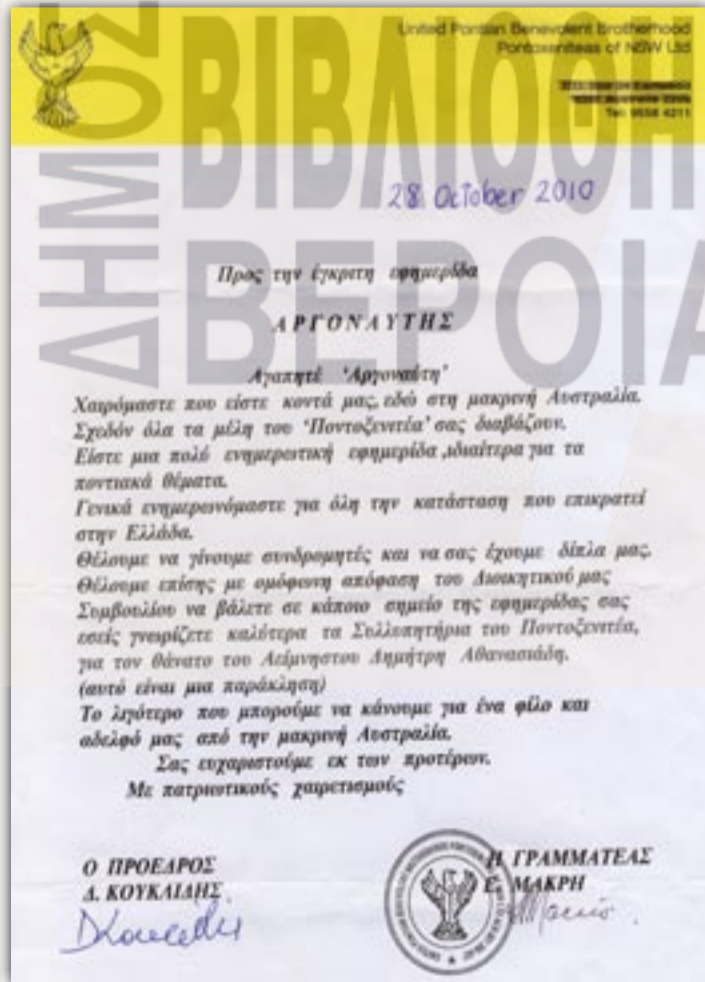 United Pontian Benevolent Brotherhood
Pontoxeniteas of NSW Ltd
Tel: 9558 4211
ΔΗΜΟΣ
ΒΙΒΛΙΟΘΗ
ΒΕΡΟΙΑ
28 October 2010
Προς την έγκριτη εφημερίδα
ΑΡΓΟΝΑΥΤΗΣ
Αγαπητέ ‘Αργοναύτη’
Χαιρόμαστε που είστε κοντά μας, εδώ στη μακρινή Αυστραλία.
Σχεδόν όλα τα μέλη του ‘Ποντοξενιτέα’ σας διαβάζουν.
Είστε μια πολύ ενημερωτική εφημερίδα ,ιδιαίτερα για τα
ποντιακά θέματα.
Γενικά ενημερωνόμαστε για όλη την κατάσταση που επικρατεί
στην Ελλάδα.
Θέλουμε να γίνουμε συνδρομητές και να σας έχουμε δίπλα μας.
Θέλουμε επίσης με ομόφωνη απόφαση του Διοικητικού μας
Συμβουλίου να βάλετε σε κάποιο σημείο της εφημερίδας σας
εσείς γνωρίζετε καλύτερα τα Συλλυπητήρια του Ποντοξενιτέα,
για τον θάνατο του Αείμνηστου Δημήτρη Αθανασιάδη.
(αυτό είναι μια παράκληση)
Το λιγότερο που μπορούμε να κάνουμε για ένα φίλο και
αδελφό μας από την μακρινή Αυστραλία.
Σας ευχαριστούμε εκ των προτέρων.
Με πατριωτικούς χαιρετισμούς
Ο ΠΡΟΕΔΡΟΣ
Δ. ΚΟΥΚΛΙΔΗΣ
Η ΓΡΑΜΜΑΤΕΑΣ
ΜΑΚΡΗ